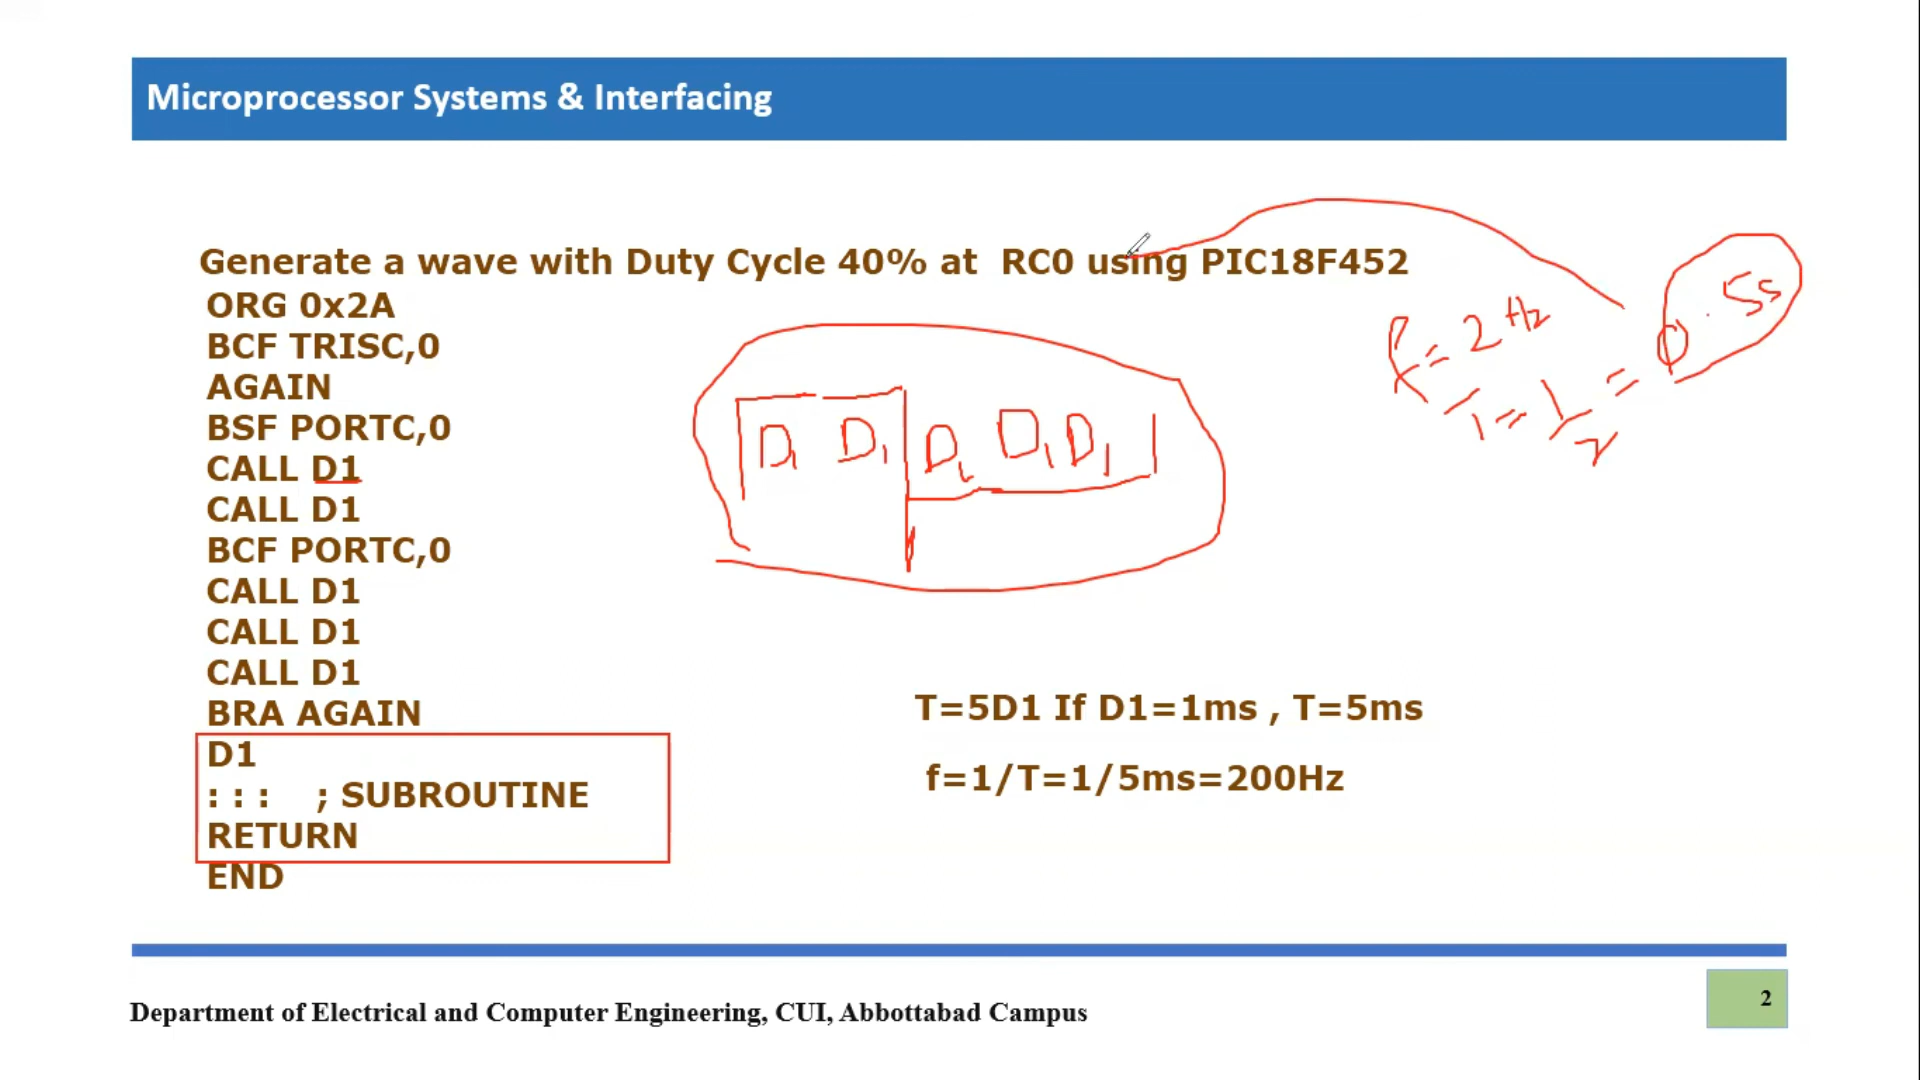 Microprocessor Systems & Interfacing
Generate a wave with Duty Cycle 40% at RC0 using PIC18F452
ORG 0x2A
BCF TRISC,0
AGAIN
BSF PORTC,0
CALL D1
CALL D1
BCF PORTC,0
CALL D1
CALL D1
CALL D1
BRA AGAIN
D1
: : : ; SUBROUTINE
RETURN
END
D1 D1 D1 D1 D1
f = 2 Hz
T = 1/2 = 0.5s
T=5D1 If D1=1ms , T=5ms
f=1/T=1/5ms=200Hz
Department of Electrical and Computer Engineering, CUI, Abbottabad Campus
2